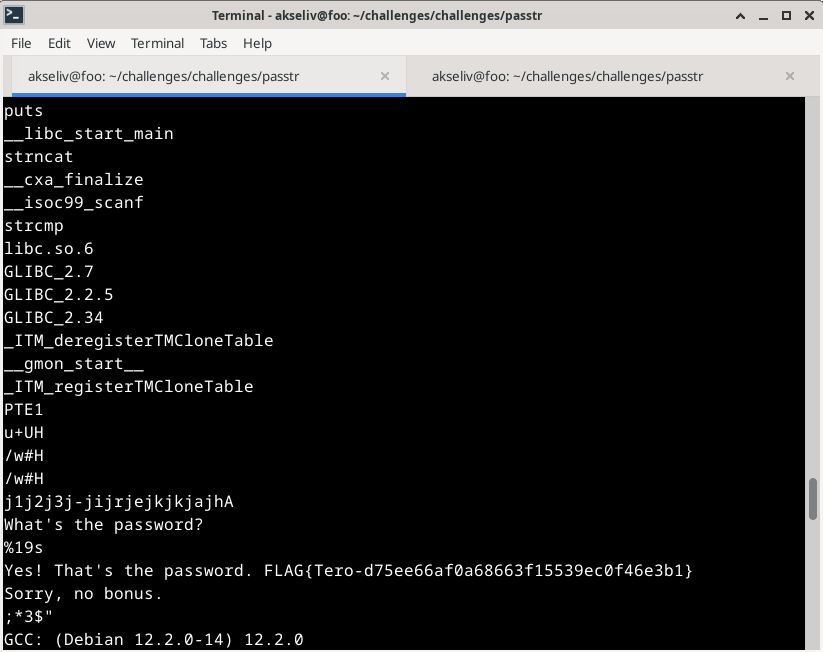 Terminal - akseliv@foo: ~/challenges/challenges/passtr
File Edit View Terminal Tabs Help
akseliv@foo: ~/challenges/challenges/passtr akseliv@foo: ~/challenges/challenges/passtr
puts
__libc_start_main
strncat
__cxa_finalize
__isoc99_scanf
strcmp
libc.so.6
GLIBC_2.7
GLIBC_2.2.5
GLIBC_2.34
_ITM_deregisterTMCloneTable
__gmon_start__
_ITM_registerTMCloneTable
PTE1
u+UH
/w#H
/w#H
j1j2j3j-jijrjejkjkjajhA
What's the password?
%19s
Yes! That's the password. FLAG{Tero-d75ee66af0a68663f15539ec0f46e3b1}
Sorry, no bonus.
;*3$"
GCC: (Debian 12.2.0-14) 12.2.0